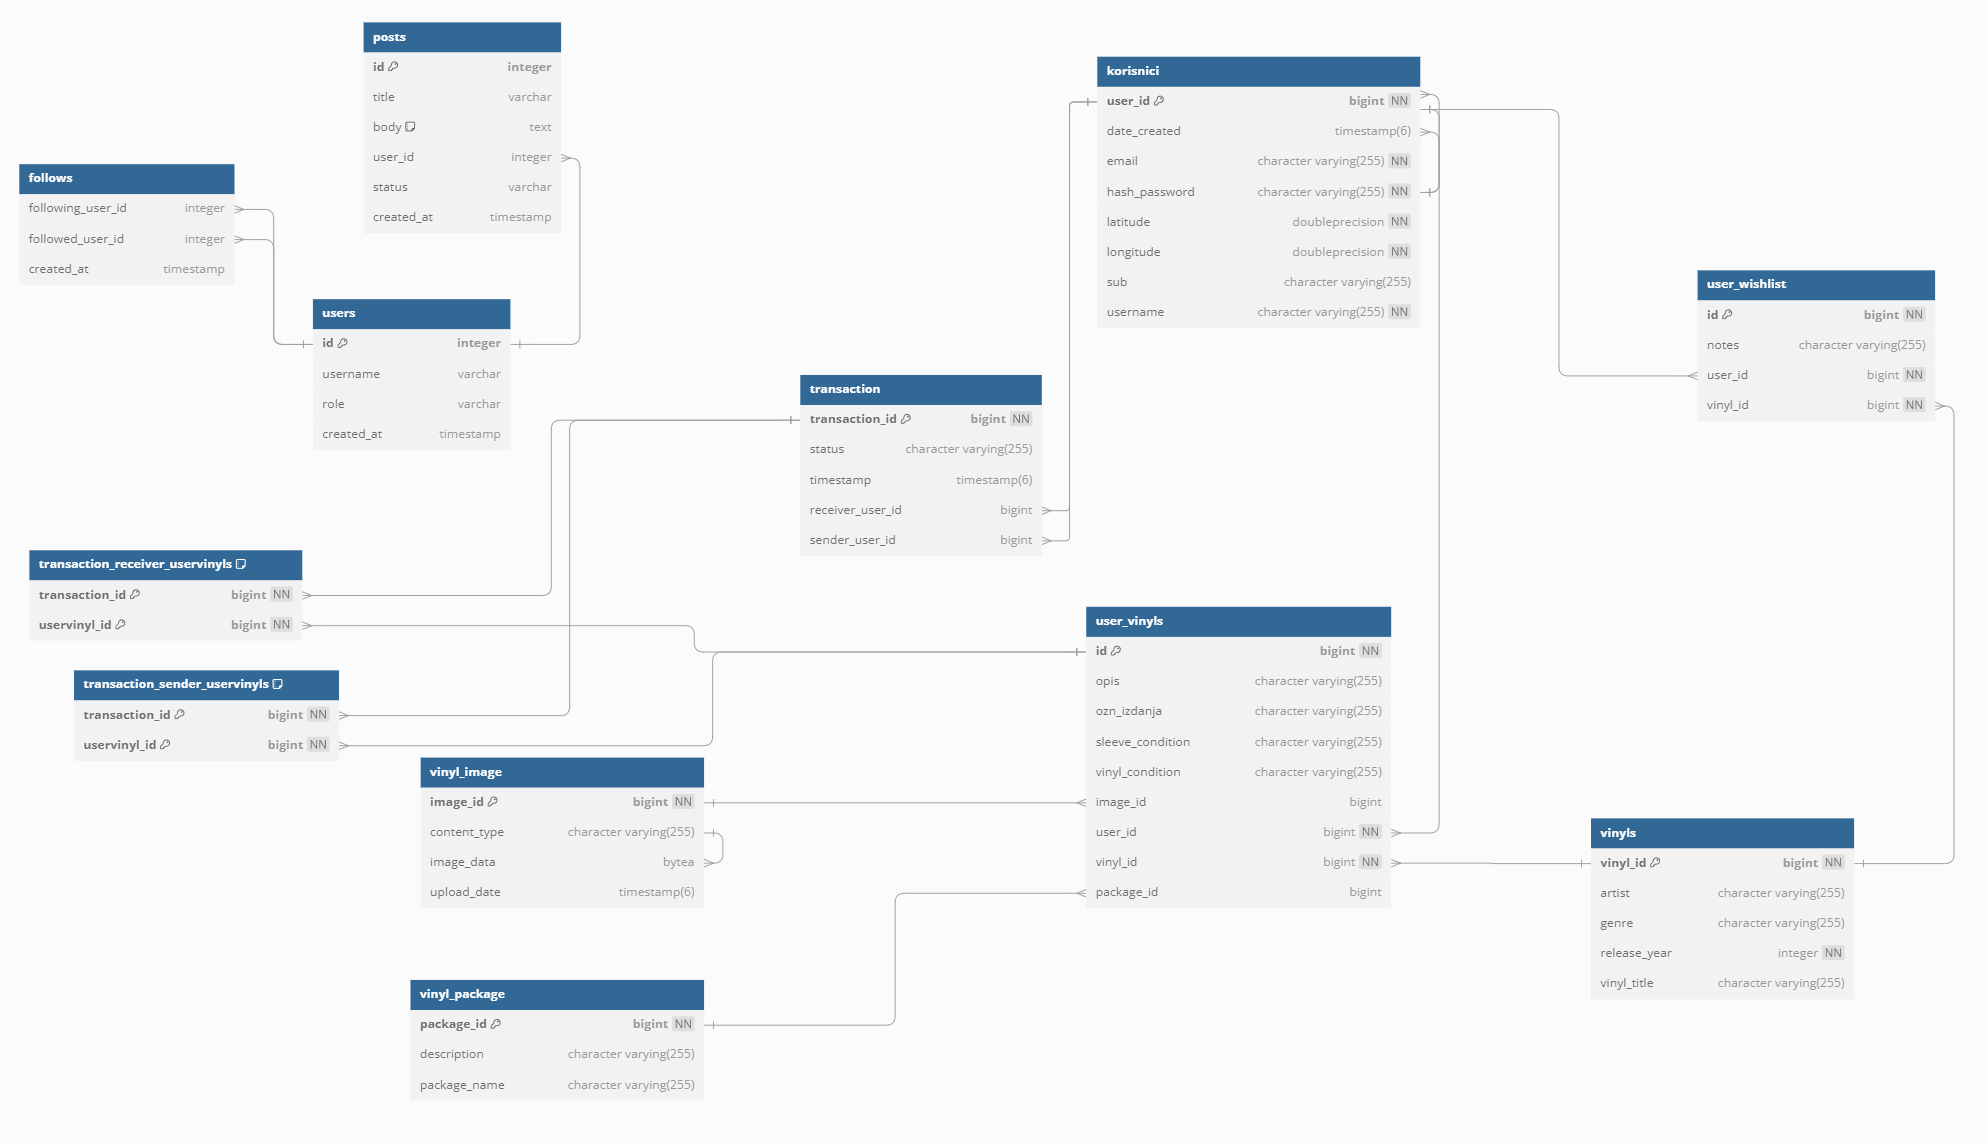 posts
id integer
title varchar
body text
user_id integer
status varchar
created_at timestamp
follows
following_user_id integer
followed_user_id integer
created_at timestamp
users
id integer
username varchar
role varchar
created_at timestamp
korisnici
user_id bigint NN
date_created timestamp(6)
email character varying(255) NN
hash_password character varying(255) NN
latitude doubleprecision NN
longitude doubleprecision NN
sub character varying(255)
username character varying(255) NN
user_wishlist
id bigint NN
notes character varying(255)
user_id bigint NN
vinyl_id bigint NN
transaction
transaction_id bigint NN
status character varying(255)
timestamp timestamp(6)
receiver_user_id bigint
sender_user_id bigint
transaction_receiver_uservinyls
transaction_id bigint NN
uservinyl_id bigint NN
transaction_sender_uservinyls
transaction_id bigint NN
uservinyl_id bigint NN
user_vinyls
id bigint NN
opis character varying(255)
ozn_izdanja character varying(255)
sleeve_condition character varying(255)
vinyl_condition character varying(255)
image_id bigint
user_id bigint NN
vinyl_id bigint NN
package_id bigint
vinyl_image
image_id bigint NN
content_type character varying(255)
image_data bytea
upload_date timestamp(6)
vinyls
vinyl_id bigint NN
artist character varying(255)
genre character varying(255)
release_year integer NN
vinyl_title character varying(255)
vinyl_package
package_id bigint NN
description character varying(255)
package_name character varying(255)